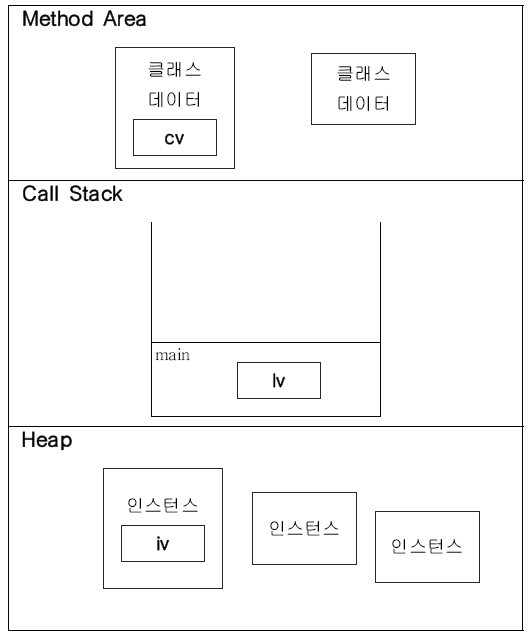 Method Area
클래스
데이터
cv
클래스
데이터
Call Stack
main
lv
Heap
인스턴스
iv
인스턴스
인스턴스